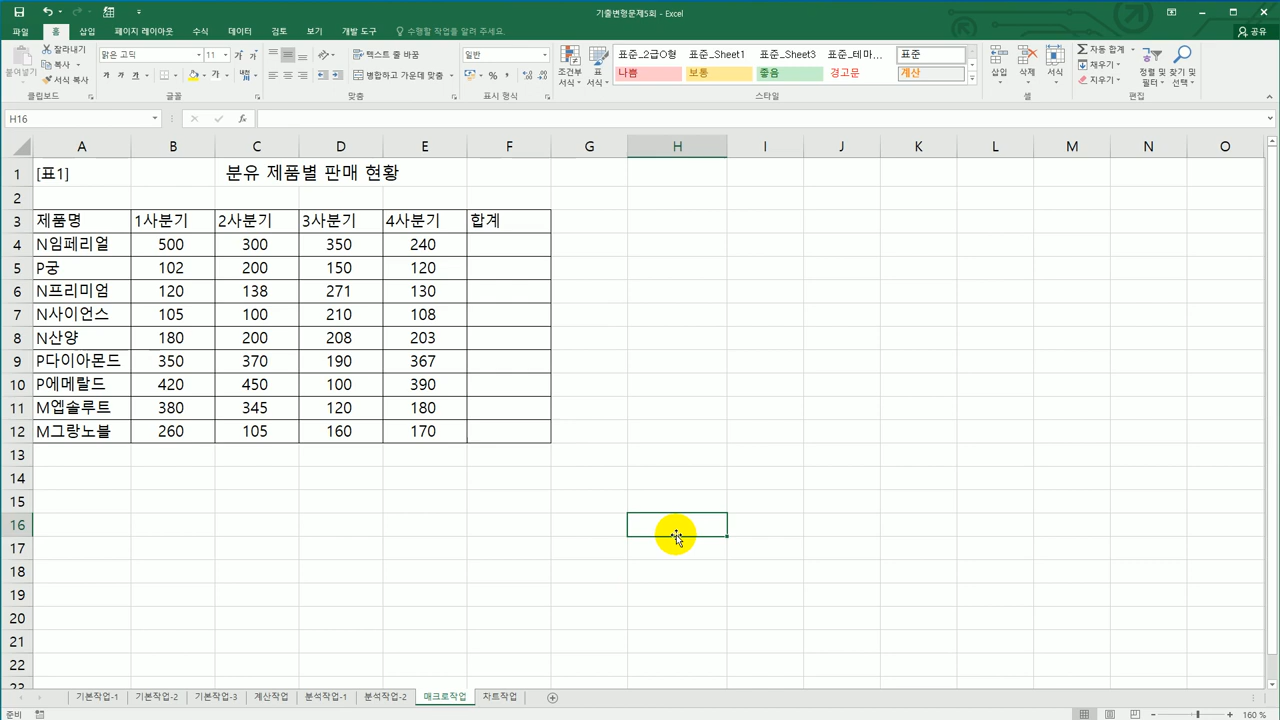 기출변형문제5회 - Excel
파일 홈 삽입 페이지 레이아웃 수식 데이터 검토 보기 개발 도구 수행할 작업을 알려 주세요. 공유
붙여넣기 잘라내기 복사 서식 복사 클립보드
맑은 고딕 11 가 가 가 가 가 글꼴
텍스트 줄 바꿈 병합하고 가운데 맞춤 맞춤
일반 % 표시 형식
조건부 서식 표 서식
표준_2급O형 표준_Sheet1 표준_Sheet3 표준_테마... 표준
나쁨 보통 좋음 경고문 계산
스타일
삽입 삭제 서식 셀
자동 합계 채우기 지우기 정렬 및 필터 찾기 및 선택 편집
H16 fx
A B C D E F G H I J K L M N O
1 [표1] 분유 제품별 판매 현황
2
3 제품명 1사분기 2사분기 3사분기 4사분기 합계
4 N임페리얼 500 300 350 240
5 P궁 102 200 150 120
6 N프리미엄 120 138 271 130
7 N사이언스 105 100 210 108
8 N산양 180 200 208 203
9 P다이아몬드 350 370 190 367
10 P에메랄드 420 450 100 390
11 M엡솔루트 380 345 120 180
12 M그랑노블 260 105 160 170
13
14
15
16
17
18
19
20
21
22
23
기본작업-1 기본작업-2 기본작업-3 계산작업 분석작업-1 분석작업-2 매크로작업 차트작업
준비 160 %